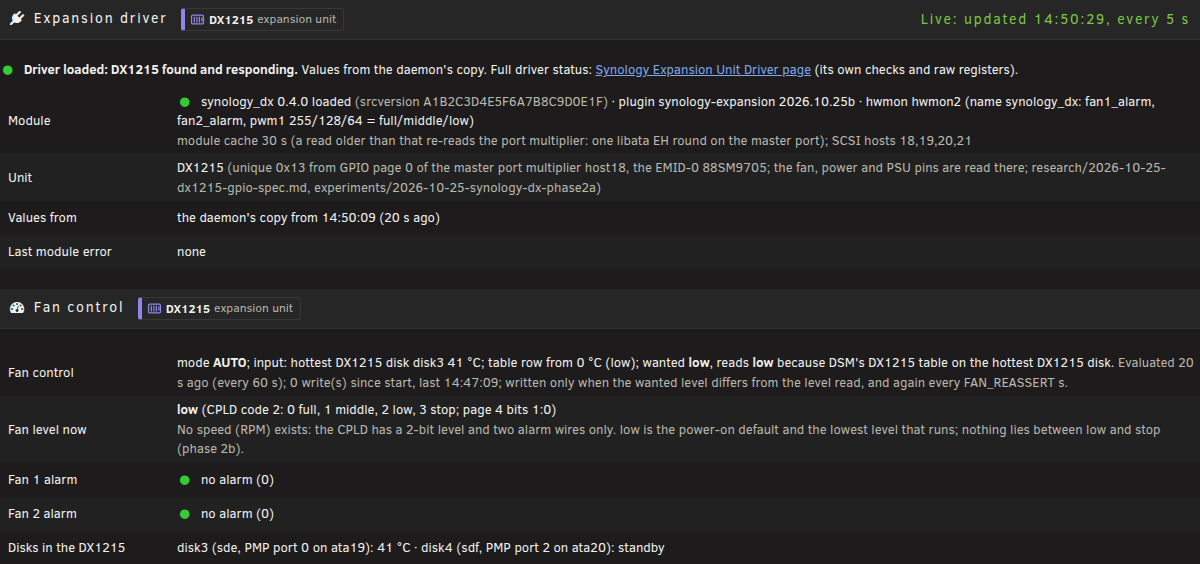 Expansion driver DX1215 expansion unit Live: updated 14:50:29, every 5 s
Driver loaded: DX1215 found and responding. Values from the daemon's copy. Full driver status: Synology Expansion Unit Driver page (its own checks and raw registers).
Module
synology_dx 0.4.0 loaded (srcversion A1B2C3D4E5F6A7B8C9D0E1F) · plugin synology-expansion 2026.10.25b · hwmon hwmon2 (name synology_dx: fan1_alarm,
fan2_alarm, pwm1 255/128/64 = full/middle/low)
module cache 30 s (a read older than that re-reads the port multiplier: one libata EH round on the master port); SCSI hosts 18,19,20,21
Unit
DX1215 (unique 0x13 from GPIO page 0 of the master port multiplier host18, the EMID-0 88SM9705; the fan, power and PSU pins are read there; research/2026-10-25-
dx1215-gpio-spec.md, experiments/2026-10-25-synology-dx-phase2a)
Values from the daemon's copy from 14:50:09 (20 s ago)
Last module error none
Fan control DX1215 expansion unit
Fan control
mode AUTO; input: hottest DX1215 disk disk3 41 °C; table row from 0 °C (low); wanted low, reads low because DSM's DX1215 table on the hottest DX1215 disk. Evaluated 20
s ago (every 60 s); 0 write(s) since start, last 14:47:09; written only when the wanted level differs from the level read, and again every FAN_REASSERT s.
Fan level now
low (CPLD code 2: 0 full, 1 middle, 2 low, 3 stop; page 4 bits 1:0)
No speed (RPM) exists: the CPLD has a 2-bit level and two alarm wires only. low is the power-on default and the lowest level that runs; nothing lies between low and stop
(phase 2b).
Fan 1 alarm no alarm (0)
Fan 2 alarm no alarm (0)
Disks in the DX1215 disk3 (sde, PMP port 0 on ata19): 41 °C · disk4 (sdf, PMP port 2 on ata20): standby